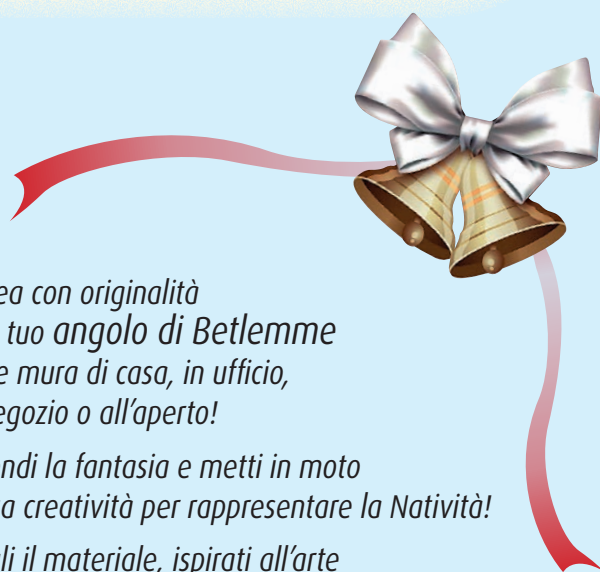 ea con originalità
tuo angolo di Betlemme
e mura di casa, in ufficio,
egozio o all'aperto!
ndi la fantasia e metti in moto
a creatività per rappresentare la Natività!
li il materiale, ispirati all'arte